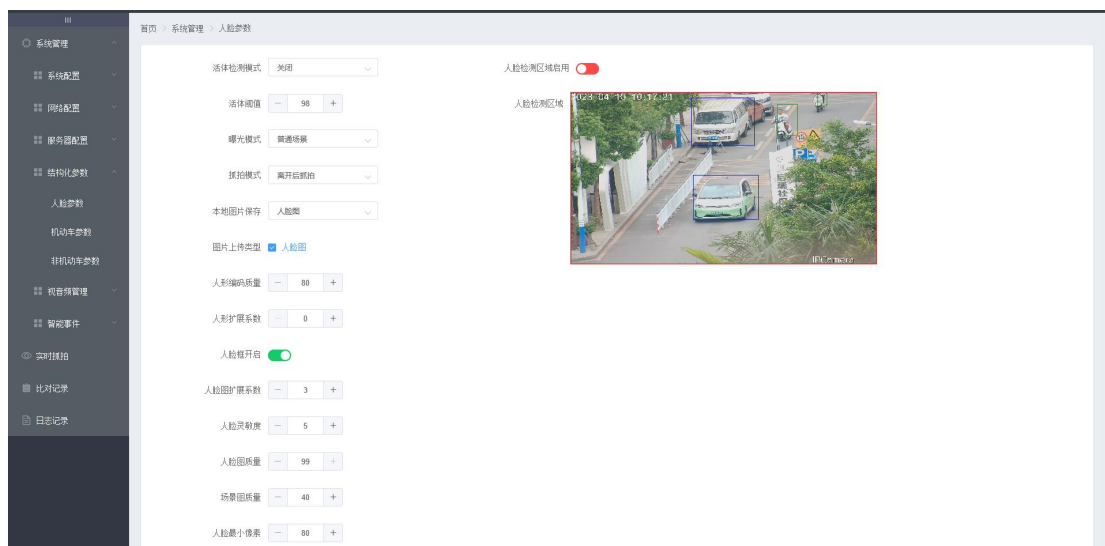 首页 > 系统管理 > 人脸参数
系统管理
系统配置
网络配置
服务器配置
结构化参数
人脸参数
机动车参数
非机动车参数
视音频管理
智能事件
实时抓拍
比对记录
日志记录
活体检测模式 关闭
活体阈值 - 98 +
曝光模式 普通场景
抓拍模式 离开后抓拍
本地图片保存 人脸图
图片上传类型 人脸图
人形编码质量 - 80 +
人形扩展系数 - 0 +
人脸框开启
人脸图扩展系数 - 3 +
人脸灵敏度 - 5 +
人脸图质量 - 99 +
场景图质量 - 40 +
人脸最小像素 - 80 +
人脸检测区域启用
人脸检测区域
2023-04-19 10:17:21
P
IPCamera